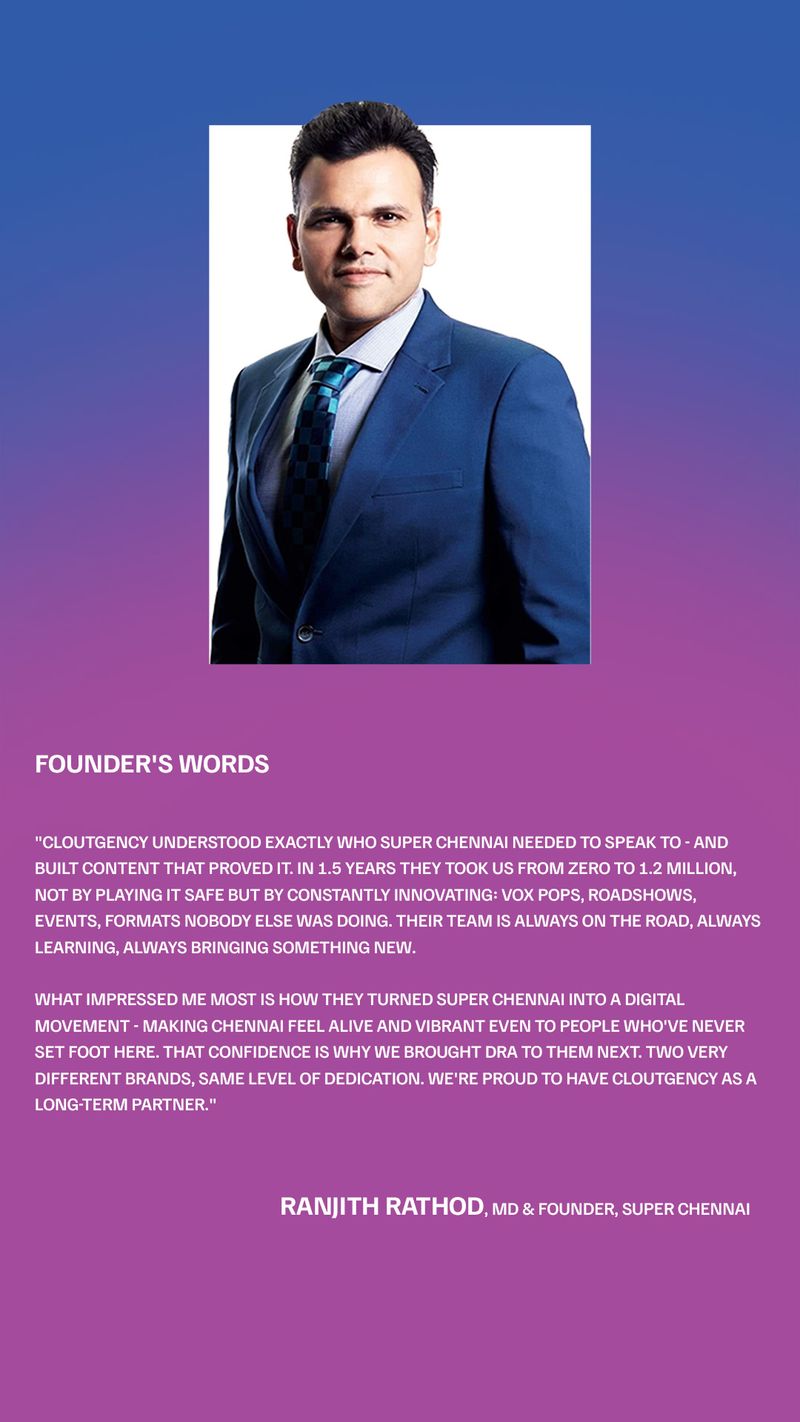 FOUNDER'S WORDS
"CLOUTGENCY UNDERSTOOD EXACTLY WHO SUPER CHENNAI NEEDED TO SPEAK TO - AND
BUILT CONTENT THAT PROVED IT. IN 1.5 YEARS THEY TOOK US FROM ZERO TO 1.2 MILLION,
NOT BY PLAYING IT SAFE BUT BY CONSTANTLY INNOVATING: VOX POPS, ROADSHOWS,
EVENTS, FORMATS NOBODY ELSE WAS DOING. THEIR TEAM IS ALWAYS ON THE ROAD, ALWAYS
LEARNING, ALWAYS BRINGING SOMETHING NEW.
WHAT IMPRESSED ME MOST IS HOW THEY TURNED SUPER CHENNAI INTO A DIGITAL
MOVEMENT - MAKING CHENNAI FEEL ALIVE AND VIBRANT EVEN TO PEOPLE WHO'VE NEVER
SET FOOT HERE. THAT CONFIDENCE IS WHY WE BROUGHT DRA TO THEM NEXT. TWO VERY
DIFFERENT BRANDS, SAME LEVEL OF DEDICATION. WE'RE PROUD TO HAVE CLOUTGENCY AS A
LONG-TERM PARTNER."
RANJITH RATHOD, MD & FOUNDER, SUPER CHENNAI